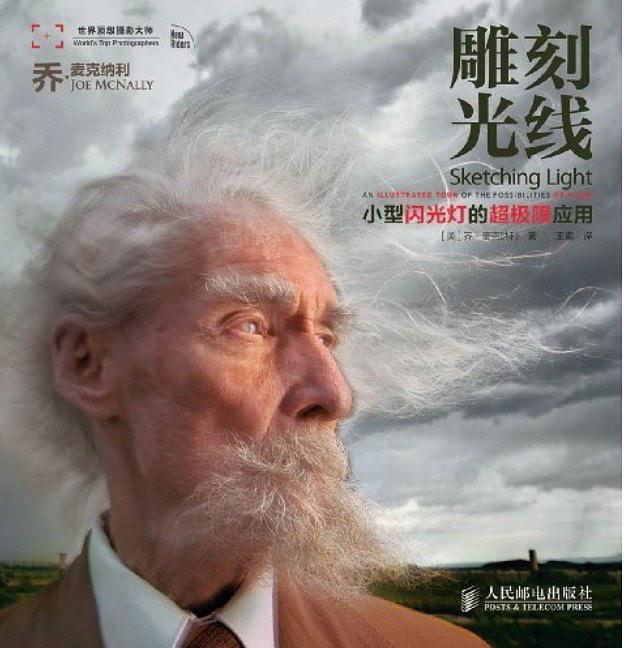 世界顶级摄影大师
World's Top Photographers
New
Riders
乔·麦克纳利
JOE MCNALLY
雕刻
光线
Sketching Light
AN ILLUSTRATED TOUR OF THE POSSIBILITIES OF FLASH
小型闪光灯的超极限应用
[美]乔·麦克纳利 著
人民邮电出版社
POSTS & TELECOM PRESS